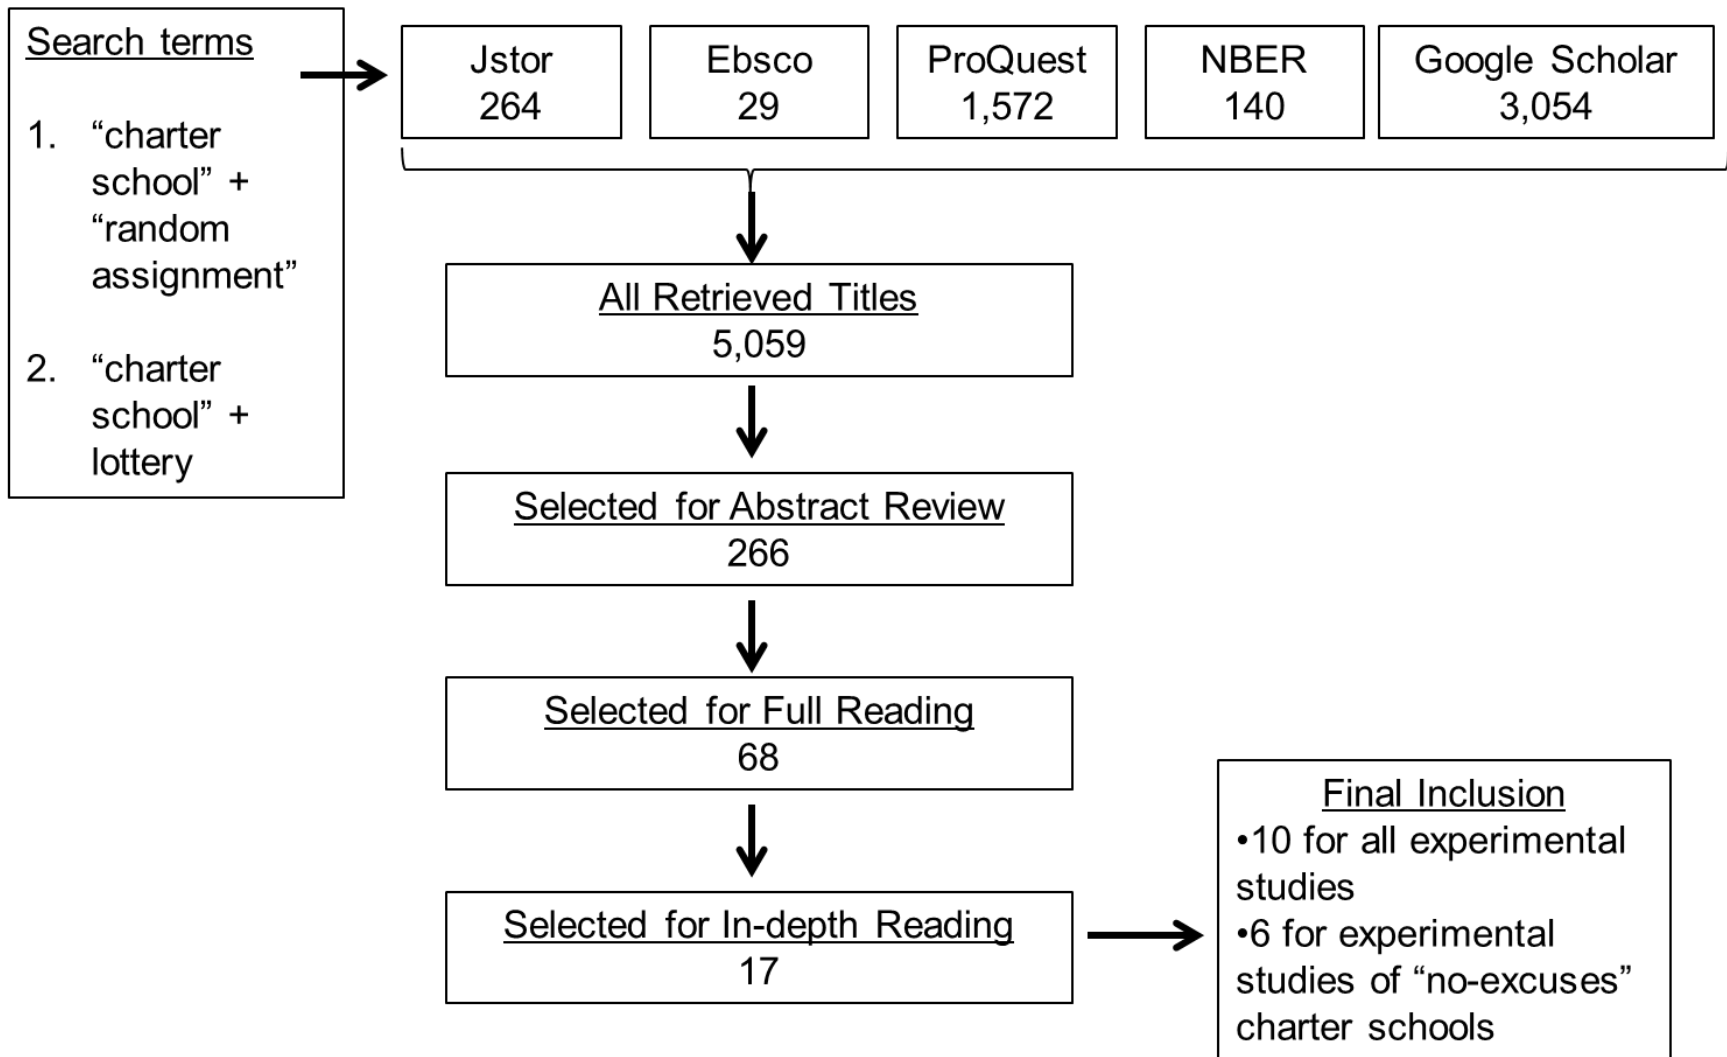 Search terms
1. “charter
school” +
“random
assignment”
2. “charter
school” +
lottery
Jstor
264
Ebsco
29
ProQuest
1,572
NBER
140
Google Scholar
3,054
All Retrieved Titles
5,059
Selected for Abstract Review
266
Selected for Full Reading
68
Selected for In-depth Reading
17
Final Inclusion
•10 for all experimental
studies
•6 for experimental
studies of “no-excuses”
charter schools